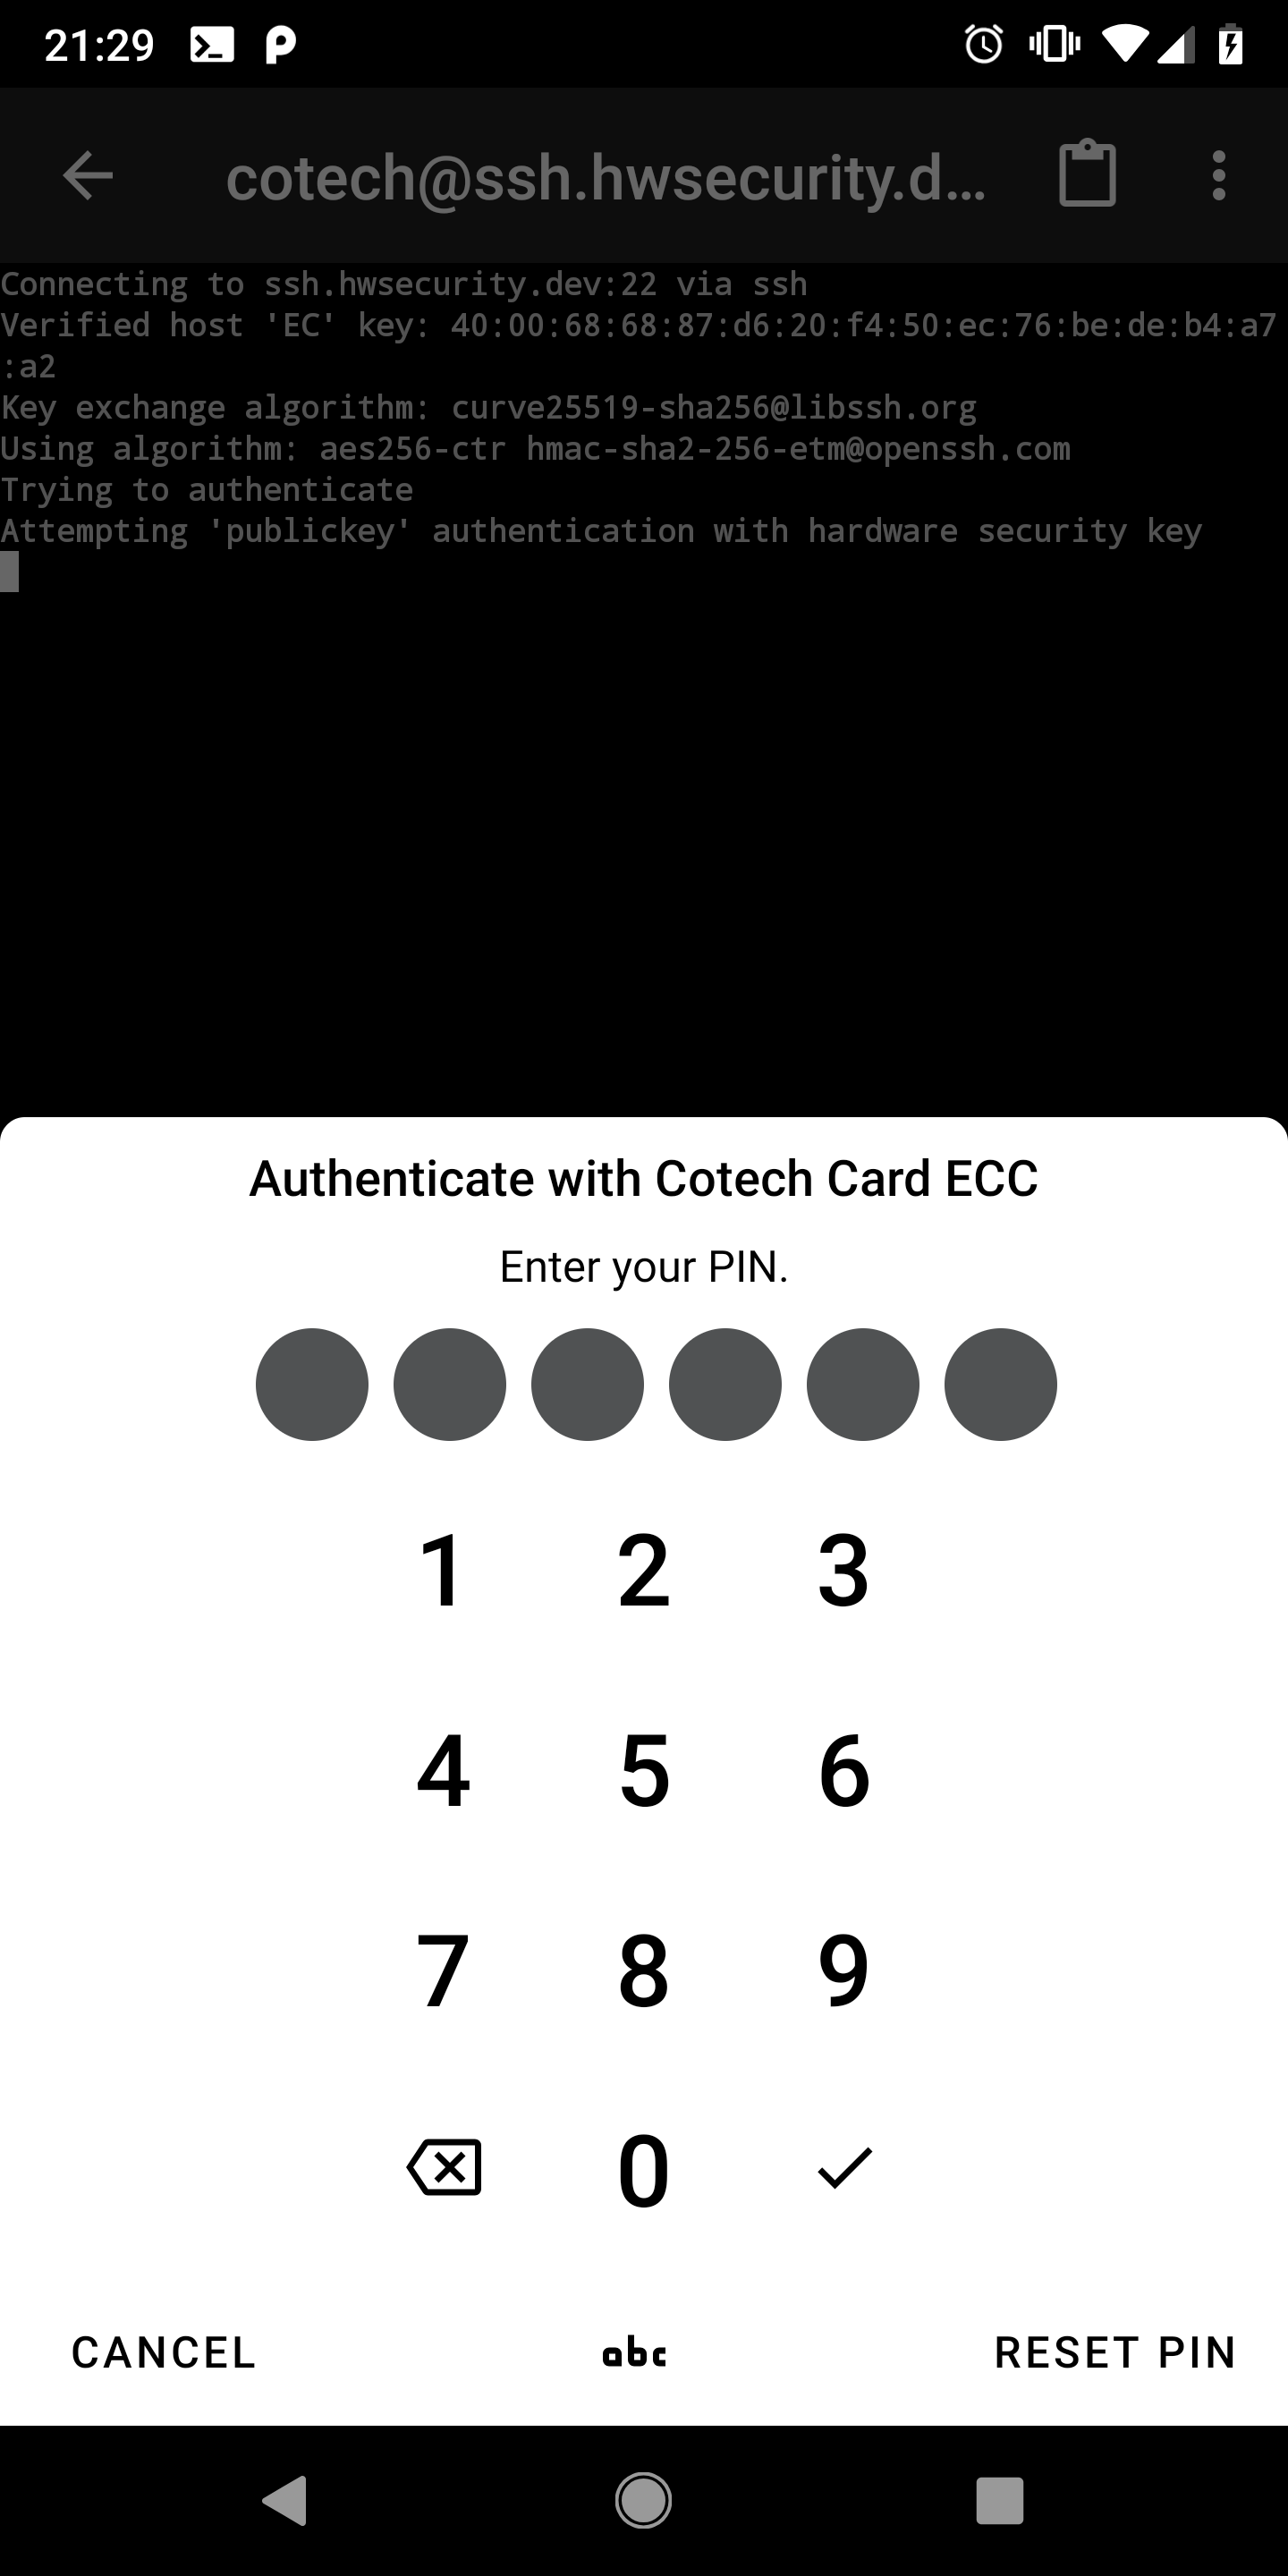 21:29
cotech@ssh.hwsecurity.d...
Connecting to ssh.hwsecurity.dev:22 via ssh
Verified host 'EC' key: 40:00:68:68:87:d6:20:f4:50:ec:76:be:de:b4:a7
:a2
Key exchange algorithm: curve25519-sha256@libssh.org
Using algorithm: aes256-ctr hmac-sha2-256-etm@openssh.com
Trying to authenticate
Attempting 'publickey' authentication with hardware security key
Authenticate with Cotech Card ECC
Enter your PIN.
1 2 3
4 5 6
7 8 9
0
CANCEL abc RESET PIN